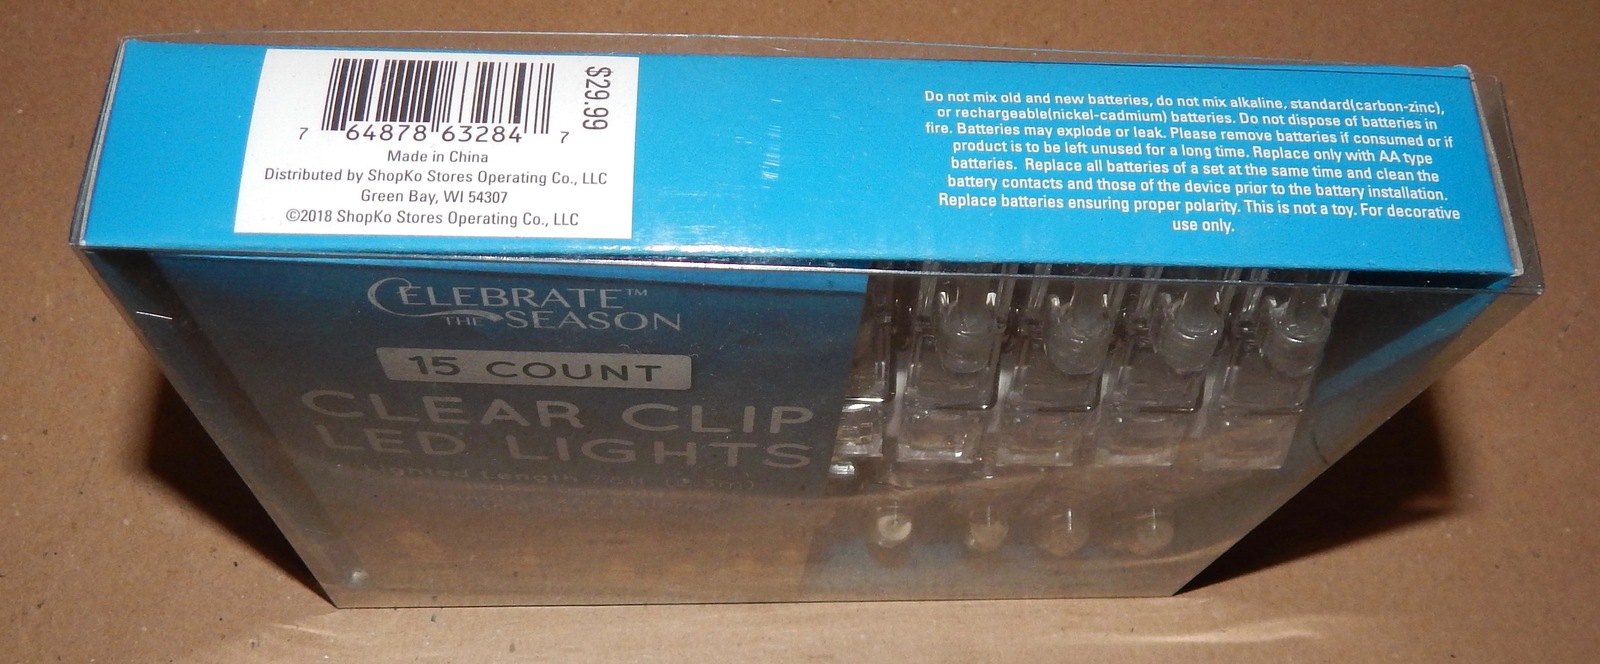 $29.99
7 64878 63284 7
Made in China
Distributed by ShopKo Stores Operating Co., LLC
Green Bay, WI 54307
©2018 ShopKo Stores Operating Co., LLC
Do not mix old and new batteries, do not mix alkaline, standard(carbon-zinc),
or rechargeable(nickel-cadmium) batteries. Do not dispose of batteries in
fire. Batteries may explode or leak. Please remove batteries if consumed or if
product is to be left unused for a long time. Replace only with AA type
batteries. Replace all batteries of a set at the same time and clean the
battery contacts and those of the device prior to the battery installation.
Replace batteries ensuring proper polarity. This is not a toy. For decorative
use only.
CELEBRATE™
THE SEASON
15 COUNT
CLEAR CLIP
LED LIGHTS
Lighted Length